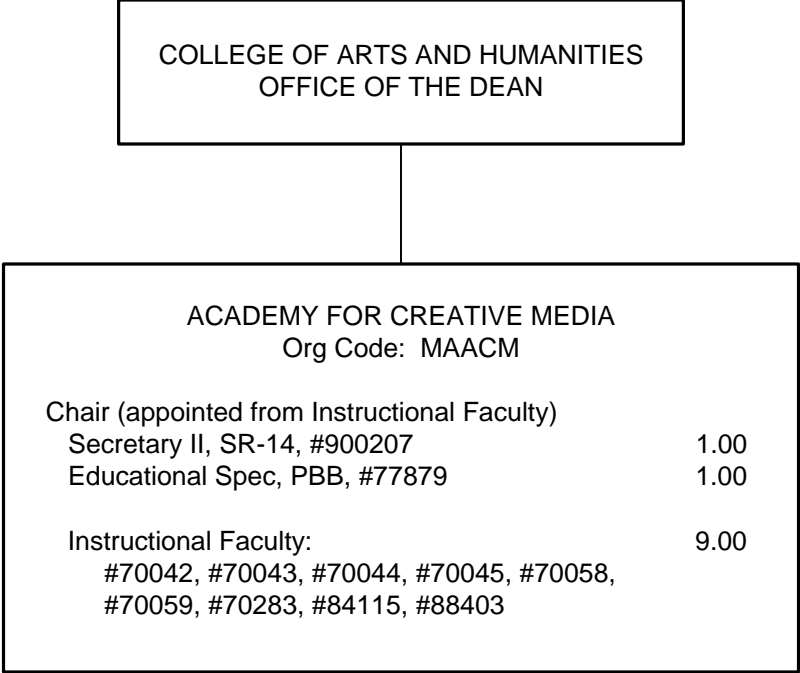 COLLEGE OF ARTS AND HUMANITIES
OFFICE OF THE DEAN
ACADEMY FOR CREATIVE MEDIA
Org Code: MAACM
Chair (appointed from Instructional Faculty)
Secretary II, SR-14, #900207 1.00
Educational Spec, PBB, #77879 1.00
Instructional Faculty: 9.00
#70042, #70043, #70044, #70045, #70058,
#70059, #70283, #84115, #88403